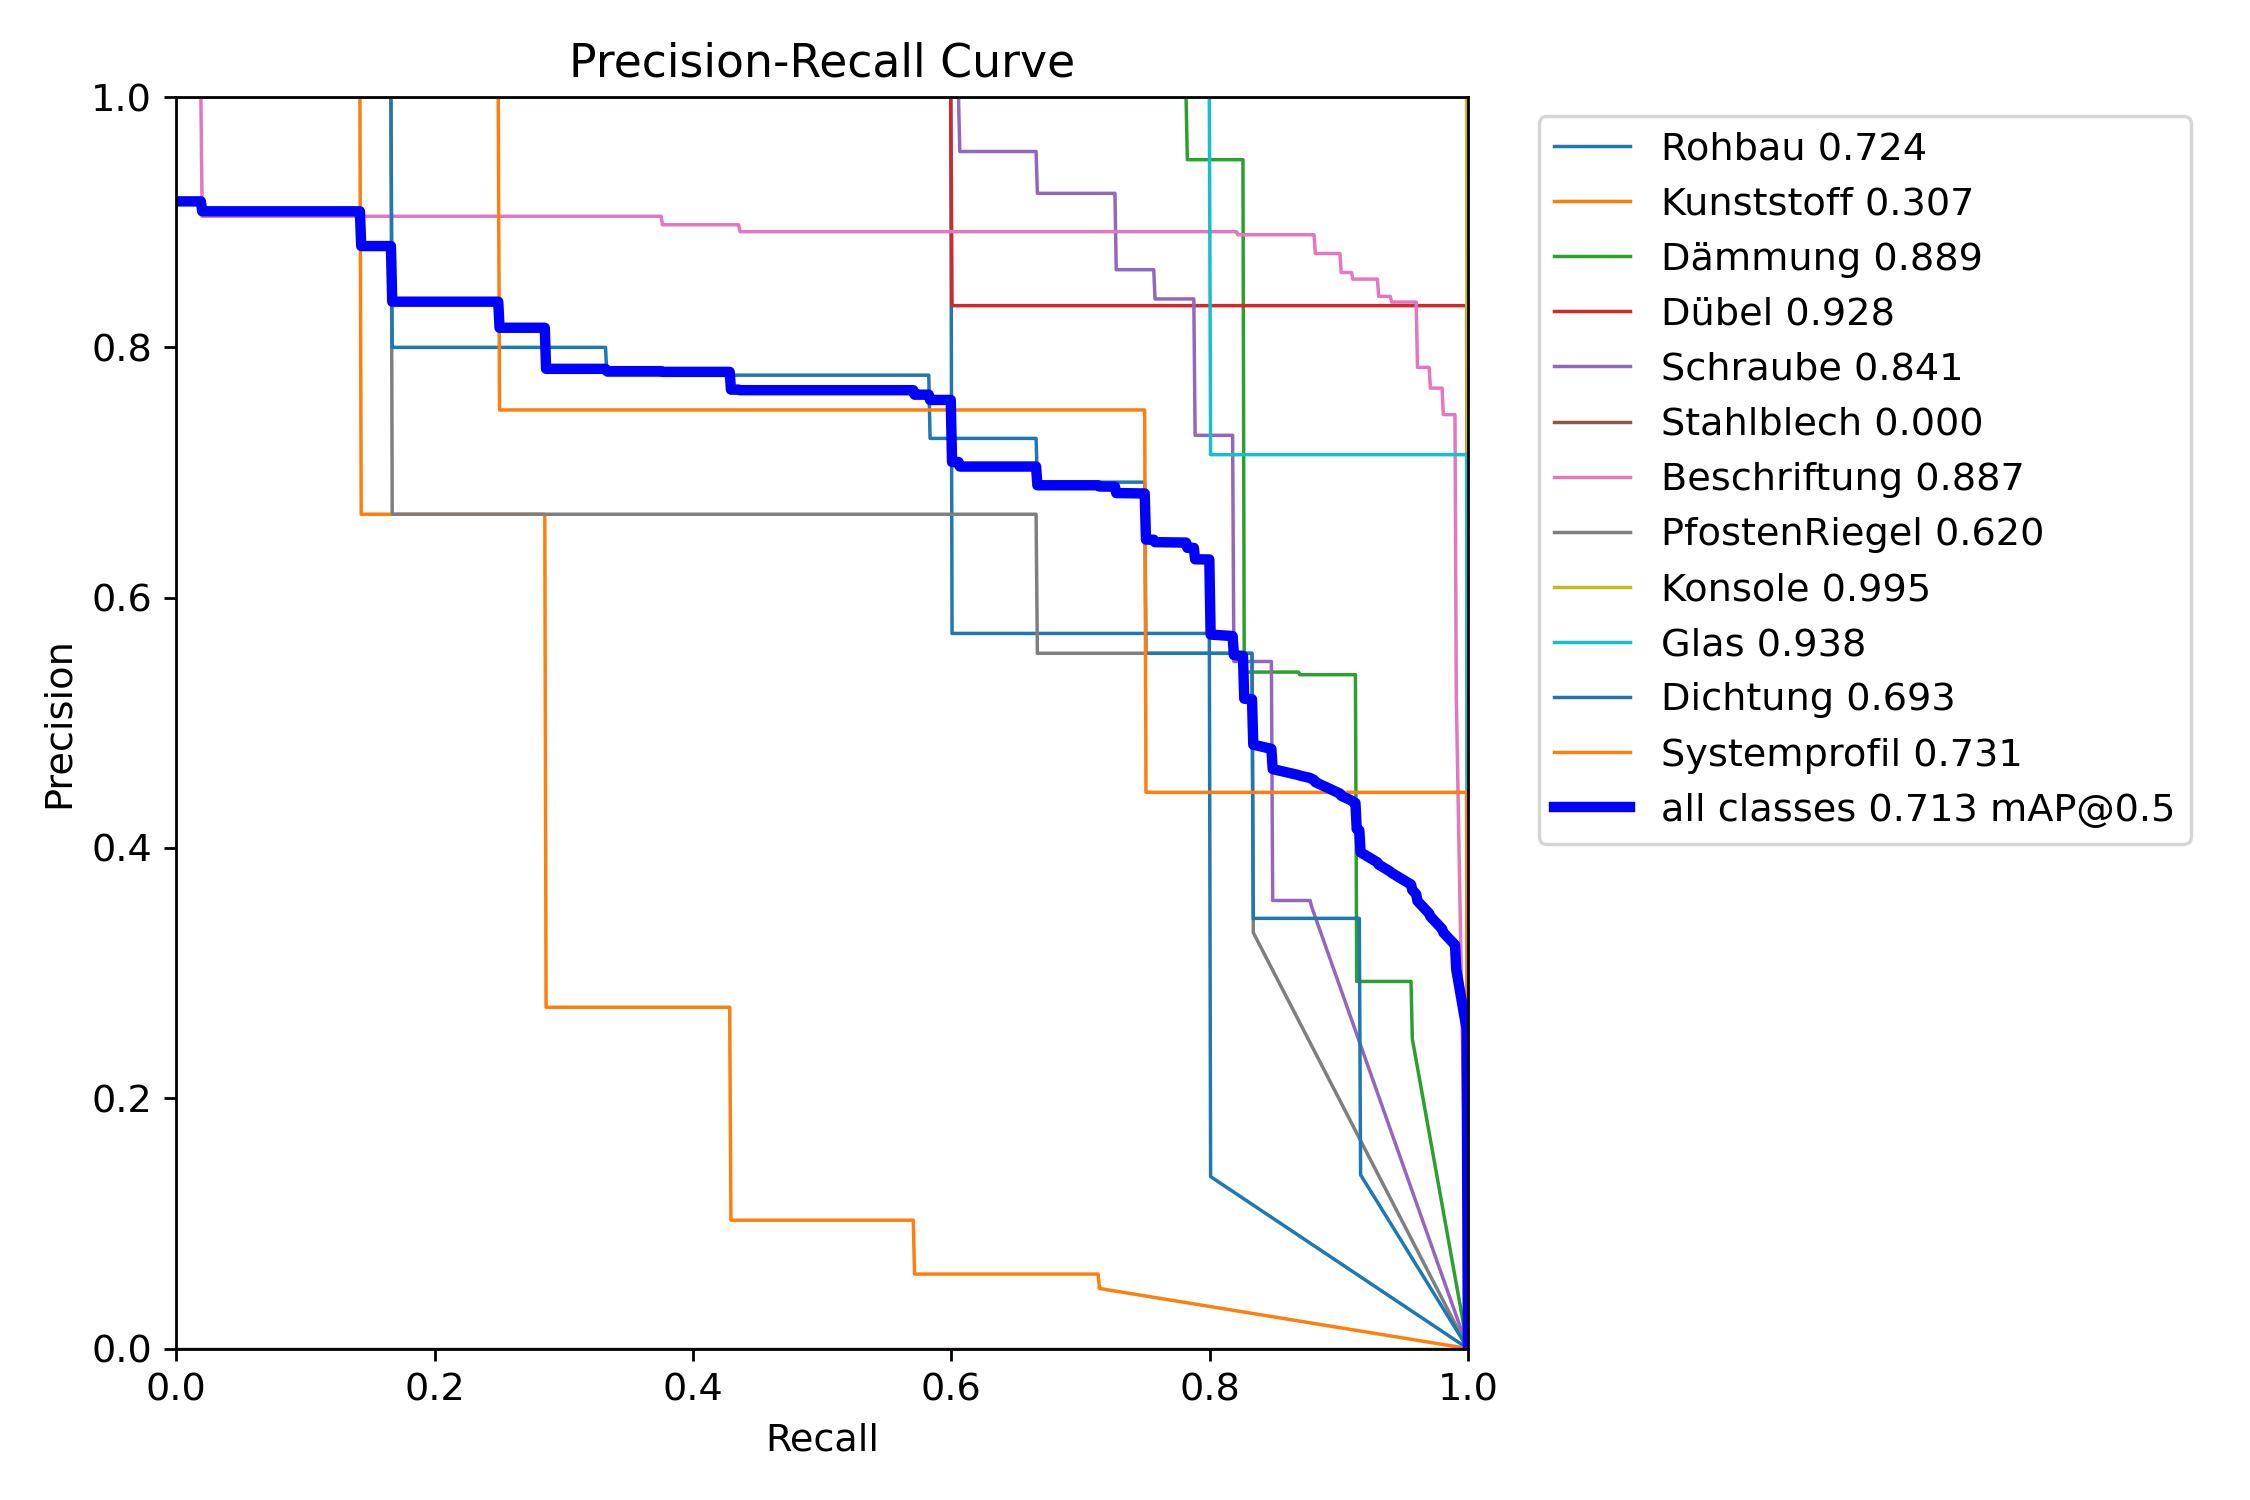 Precision-Recall Curve
1.0
0.8
0.6
0.4
0.2
0.0
Precision
0.0 0.2 0.4 0.6 0.8 1.0
Recall
Rohbau 0.724
Kunststoff 0.307
Dämmung 0.889
Dübel 0.928
Schraube 0.841
Stahlblech 0.000
Beschriftung 0.887
PfostenRiegel 0.620
Konsole 0.995
Glas 0.938
Dichtung 0.693
Systemprofil 0.731
all classes 0.713 mAP@0.5